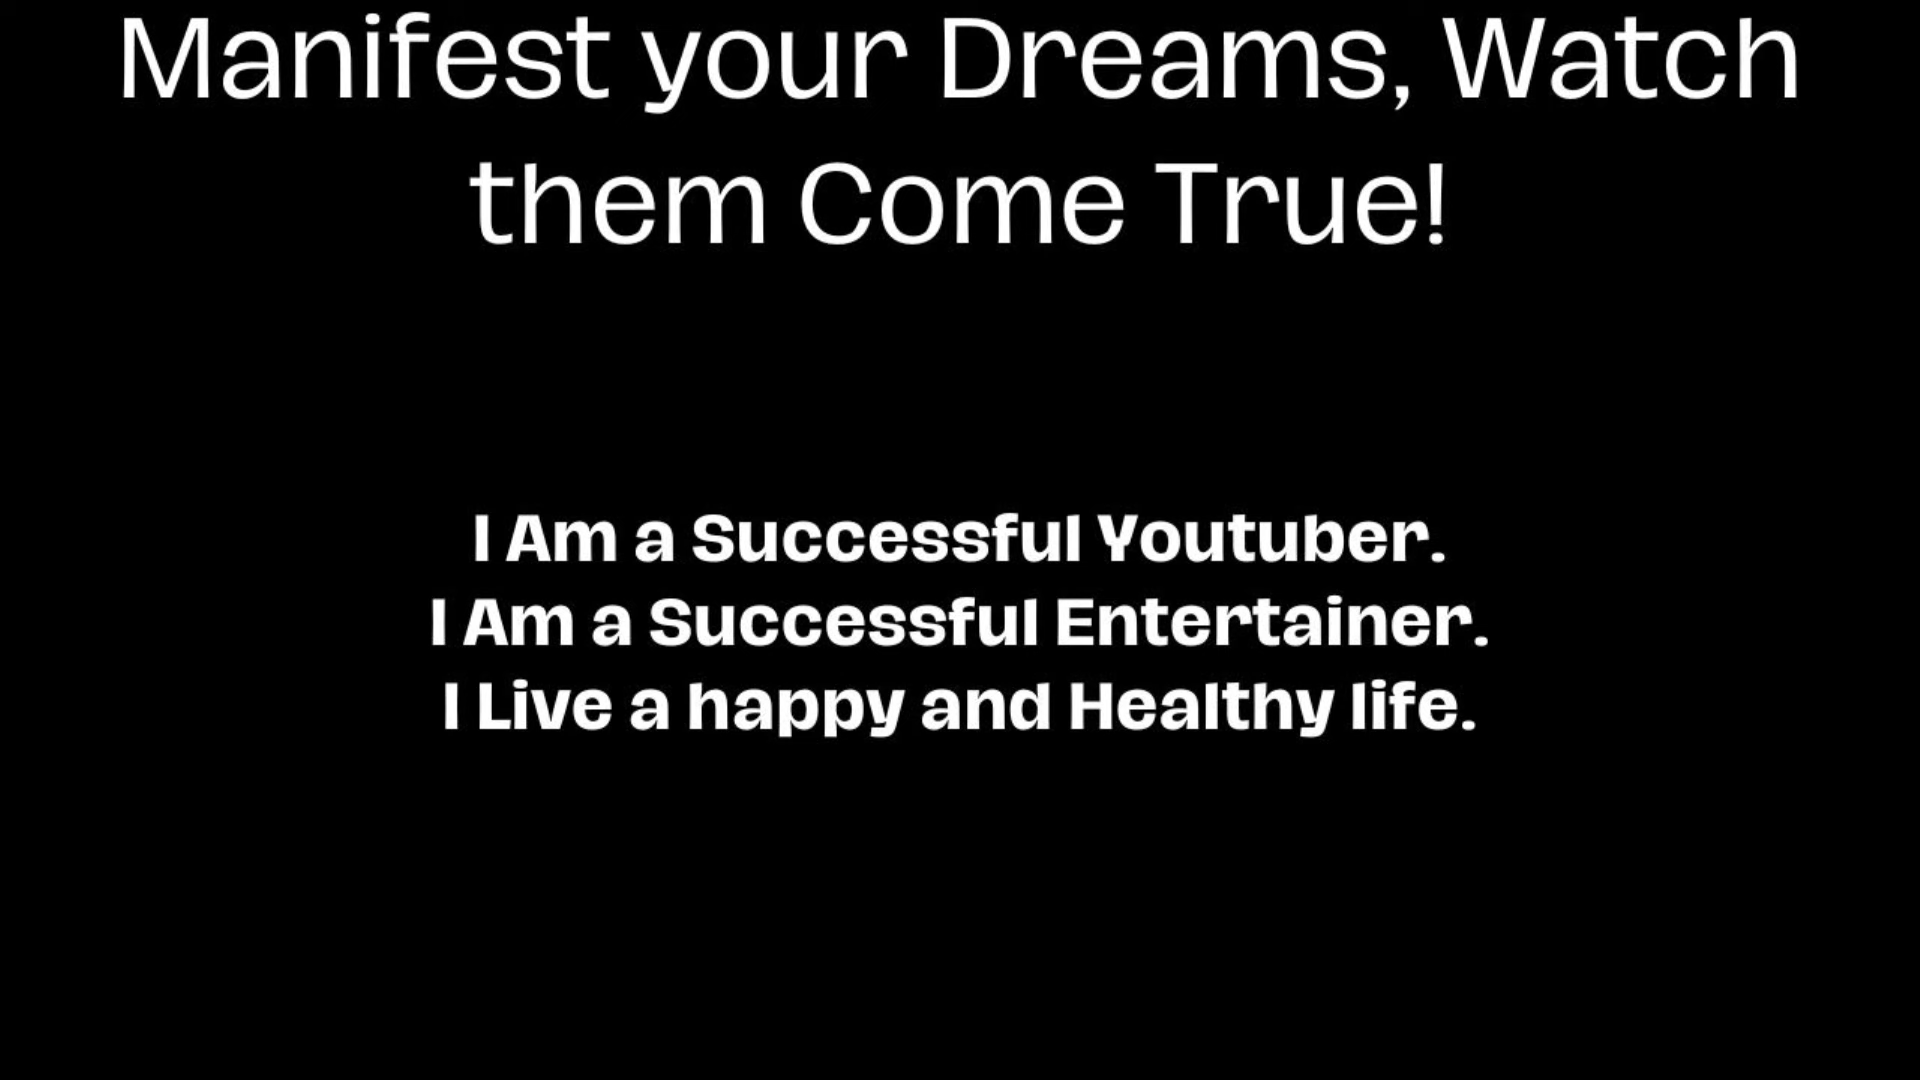 Manifest your Dreams, Watch
them Come True!
I Am a Successful Youtuber.
I Am a Successful Entertainer.
I Live a happy and Healthy life.